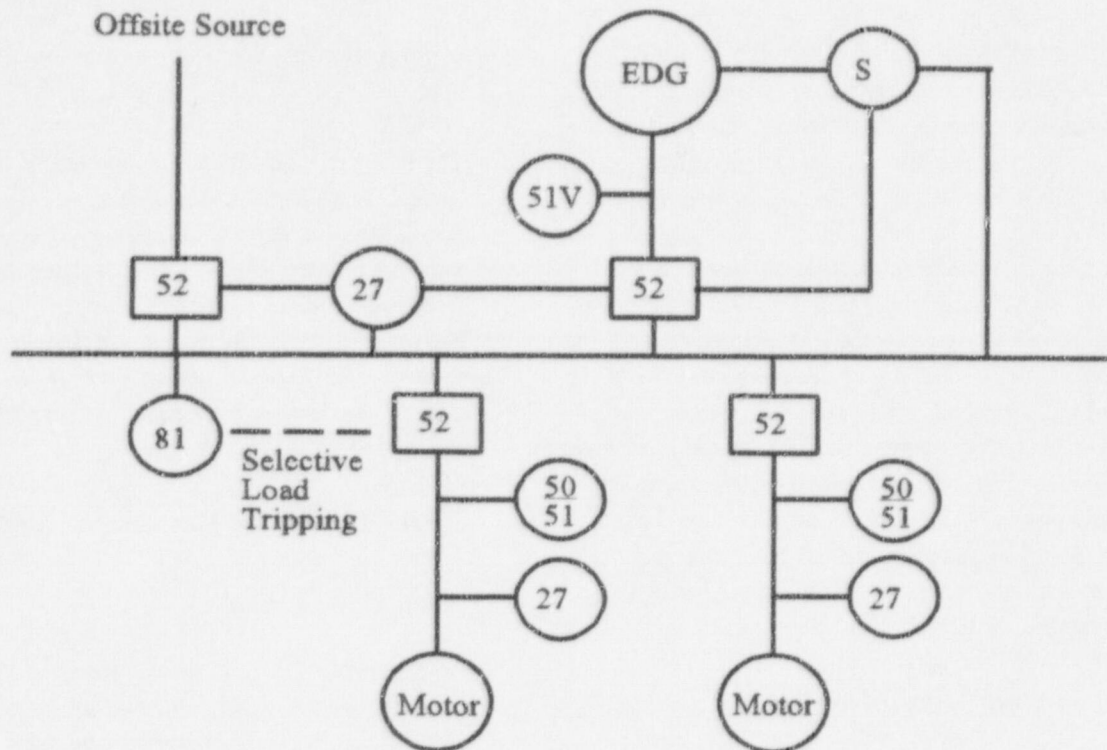 Offsite Source
EDG
S
51V
52
27
52
52
52
81
Selective
Load
Tripping
50
51
50
51
27
27
Motor
Motor